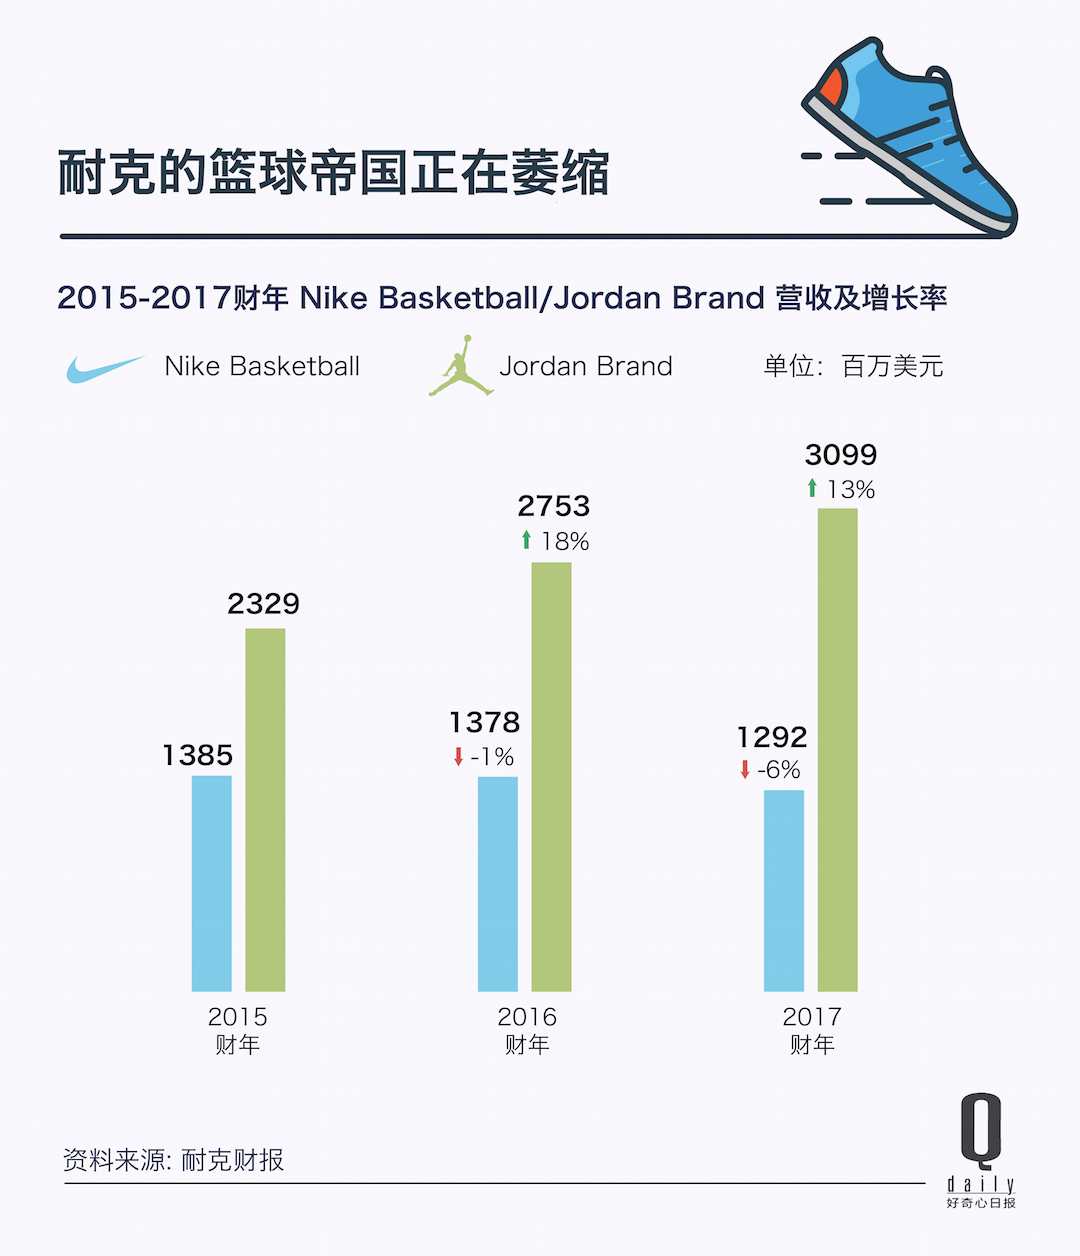 耐克的篮球帝国正在萎缩
2015-2017财年 Nike Basketball/Jordan Brand 营收及增长率
Nike Basketball Jordan Brand 单位：百万美元
1385
2329
1378
-1%
2753
18%
1292
-6%
3099
13%
2015
财年
2016
财年
2017
财年
资料来源: 耐克财报
Q
daily
好奇心日报